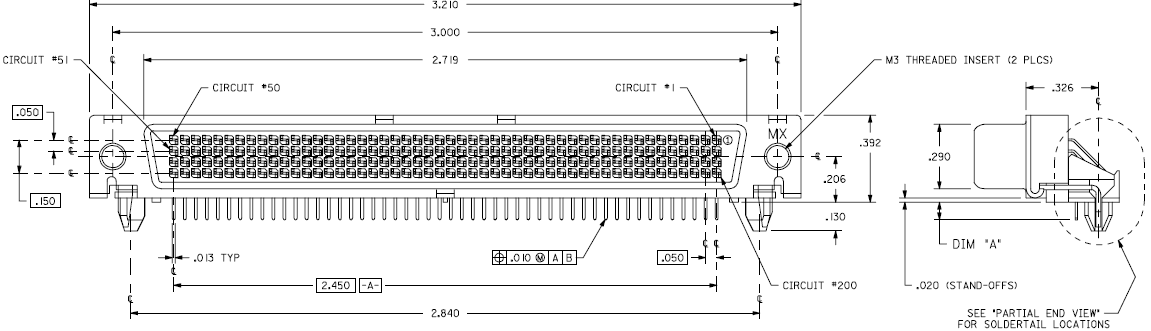 3.210
3.000
2.719
CIRCUIT #51
CIRCUIT #50
CIRCUIT #1
M3 THREADED INSERT (2 PLCS)
.326
.050
MX
1
.392
.290
.206
.150
.130
DIM "A"
.013 TYP
.010 M A B
.050
2.450 -A-
CIRCUIT #200
.020 (STAND-OFFS)
2.840
SEE "PARTIAL END VIEW"
FOR SOLDERTAIL LOCATIONS